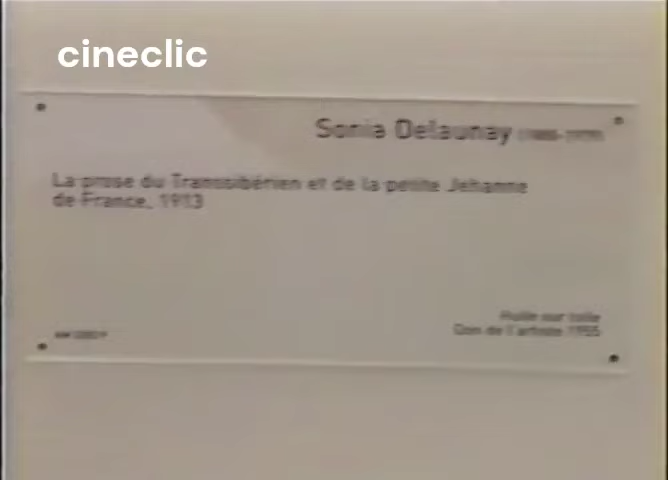 cineclic
Sonia Delaunay
La prose du Transsibérien et de la petite Jehanne
de France, 1913
Huile sur toile
Don de l'artiste 1955